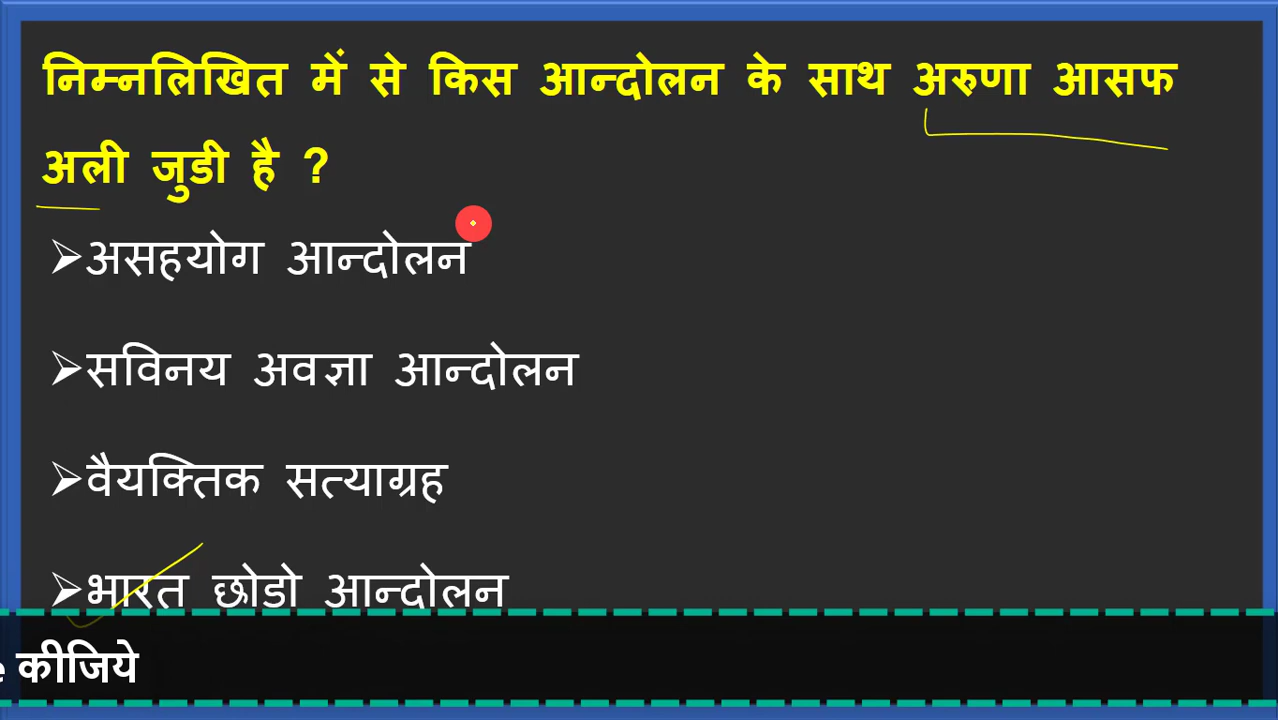 निम्नलिखित में से किस आन्दोलन के साथ अरुणा आसफ
अली जुडी है ?
असहयोग आन्दोलन
सविनय अवज्ञा आन्दोलन
वैयक्तिक सत्याग्रह
भारत छोडो आन्दोलन
कीजिये